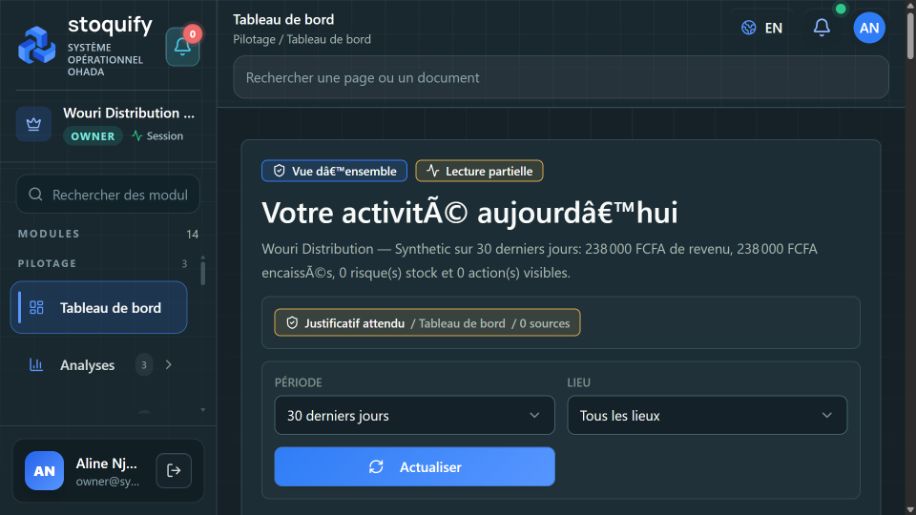 stoquify
SYSTÈME
OPÉRATIONNEL
OHADA
0
Wouri Distribution ...
OWNER
Session
Rechercher des modul
MODULES
14
PILOTAGE
3
Tableau de bord
Analyses
3
AN
Aline Nj...
owner@sy...
Tableau de bord
Pilotage / Tableau de bord
EN
AN
Rechercher une page ou un document
Vue dâ€™ensemble
Lecture partielle
Votre activitÃ© aujourdâ€™hui
Wouri Distribution — Synthetic sur 30 derniers jours: 238 000 FCFA de revenu, 238 000 FCFA
encaissÃ©s, 0 risque(s) stock et 0 action(s) visibles.
Justificatif attendu / Tableau de bord / 0 sources
PÉRIODE
LIEU
30 derniers jours
Tous les lieux
Actualiser